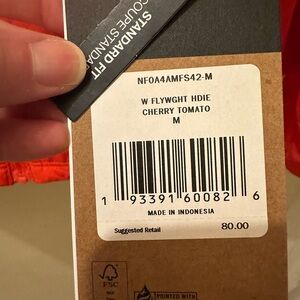 STANDARD FIT
COUPE STANDARD
NF0A4AMFS42-M
W FLYWGHT HDIE
CHERRY TOMATO
M
1 93391 60082 6
MADE IN INDONESIA
Suggested Retail 80.00
FSC
PRINTED WITH